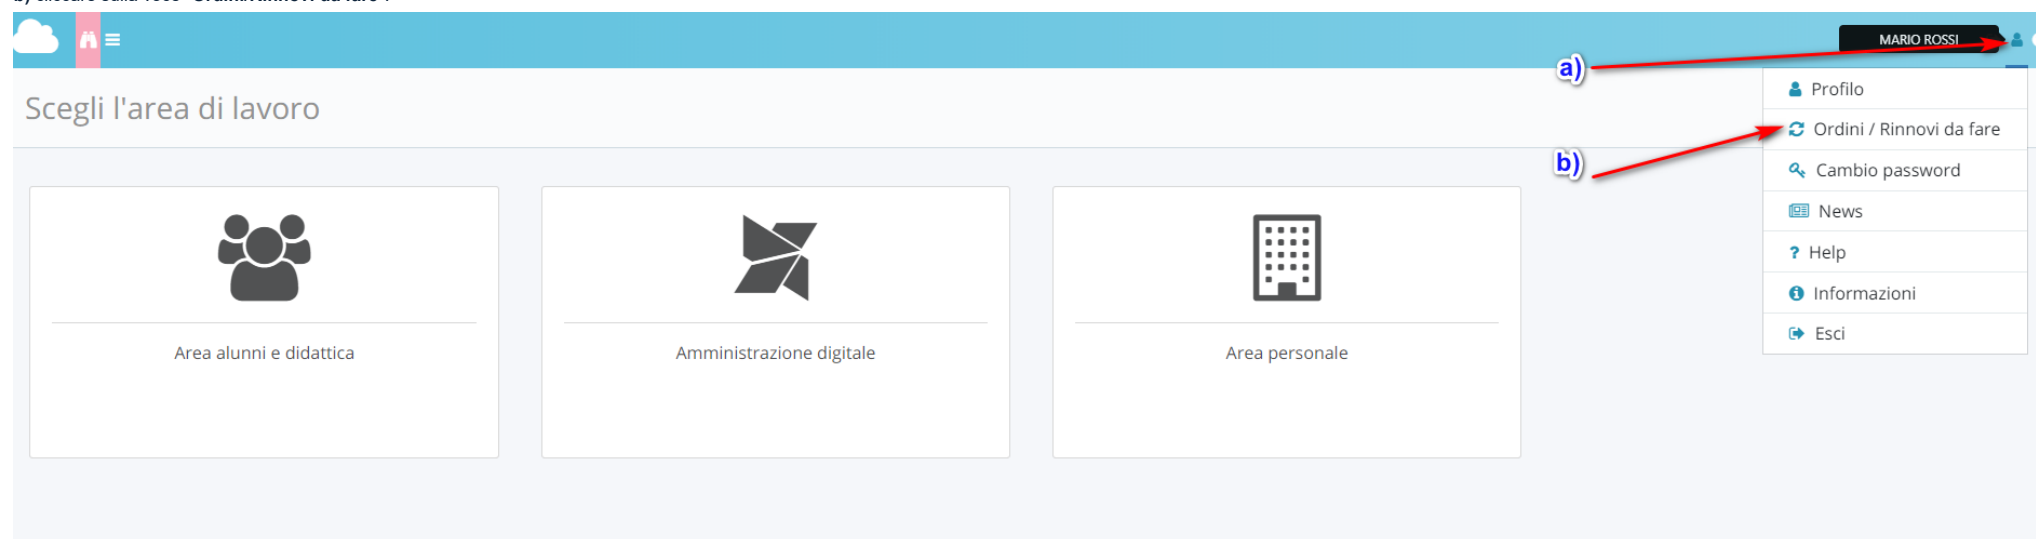 MARIO ROSSI
a)
Profilo
Scegli l'area di lavoro
Ordini / Rinnovi da fare
b)
Cambio password
News
Help
Informazioni
Esci
Area alunni e didattica
Amministrazione digitale
Area personale